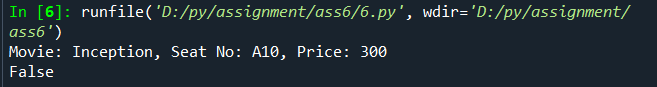 In [6]: runfile('D:/py/assignment/ass6/6.py', wdir='D:/py/assignment/
ass6')
Movie: Inception, Seat No: A10, Price: 300
False